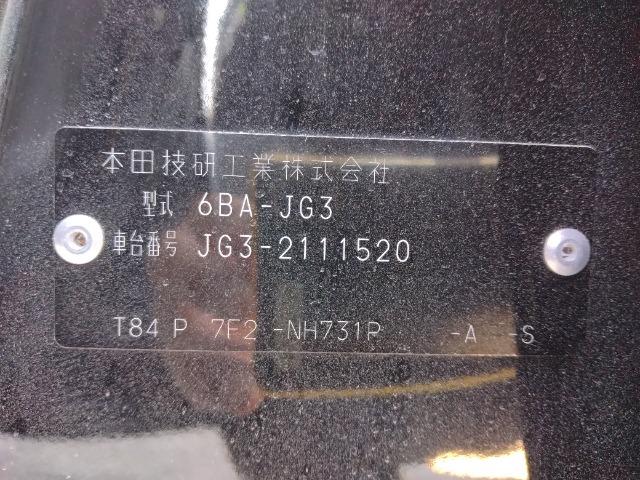 本田技研工業株式会社
型式 6BA-JG3
車台番号 JG3-2111520
T84 P 7F2 -NH731P -A -S